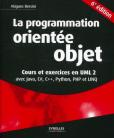 Hugues Bersini
6e édition
La programmation
orientée
objet
Cours et exercices en UML 2
avec Java, C#, C++, Python, PHP et LINQ
EYROLLES